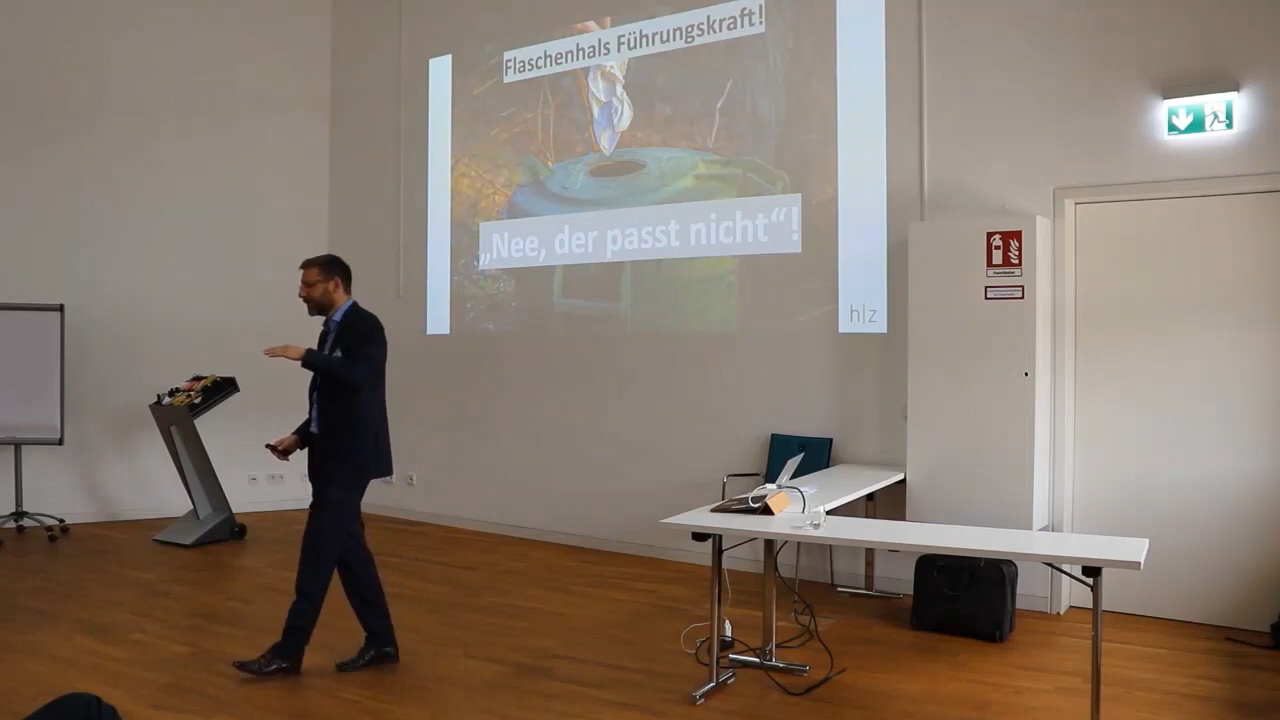 Flaschenhals Führungskraft!
„Nee, der passt nicht“!
h|z